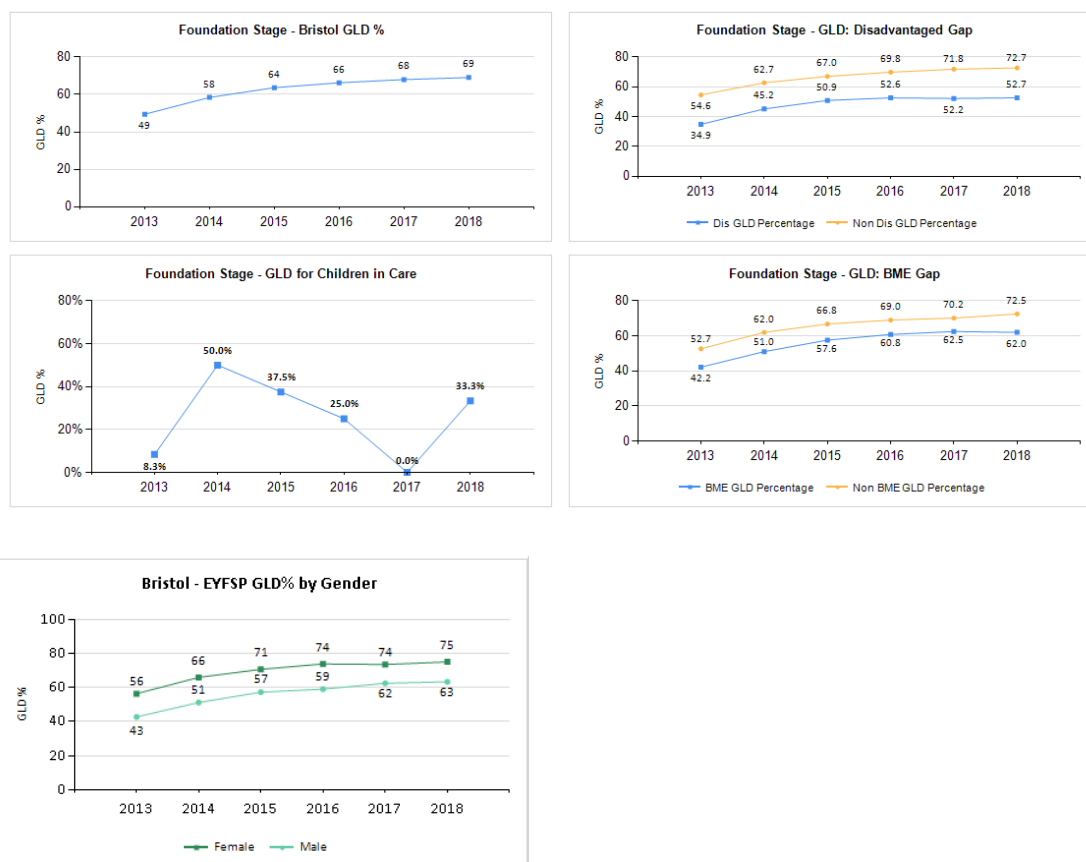 Foundation Stage - Bristol GLD %
80
60
40
20
0
GLD %
49
58
64
66
68
69
2013 2014 2015 2016 2017 2018
Foundation Stage - GLD: Disadvantaged Gap
80
60
40
20
0
GLD %
54.6 62.7 67.0 69.8 71.8 72.7
34.9 45.2 50.9 52.6 52.2 52.7
2013 2014 2015 2016 2017 2018
Dis GLD Percentage Non Dis GLD Percentage
Foundation Stage - GLD for Children in Care
80%
60%
40%
20%
0%
GLD %
8.3% 50.0% 37.5% 25.0% 0.0% 33.3%
2013 2014 2015 2016 2017 2018
Foundation Stage - GLD: BME Gap
80
60
40
20
0
GLD %
52.7 62.0 66.8 69.0 70.2 72.5
42.2 51.0 57.6 60.8 62.5 62.0
2013 2014 2015 2016 2017 2018
BME GLD Percentage Non BME GLD Percentage
Bristol - EYFSP GLD% by Gender
100
80
60
40
20
0
GLD %
56 66 71 74 74 75
43 51 57 59 62 63
2013 2014 2015 2016 2017 2018
Female Male